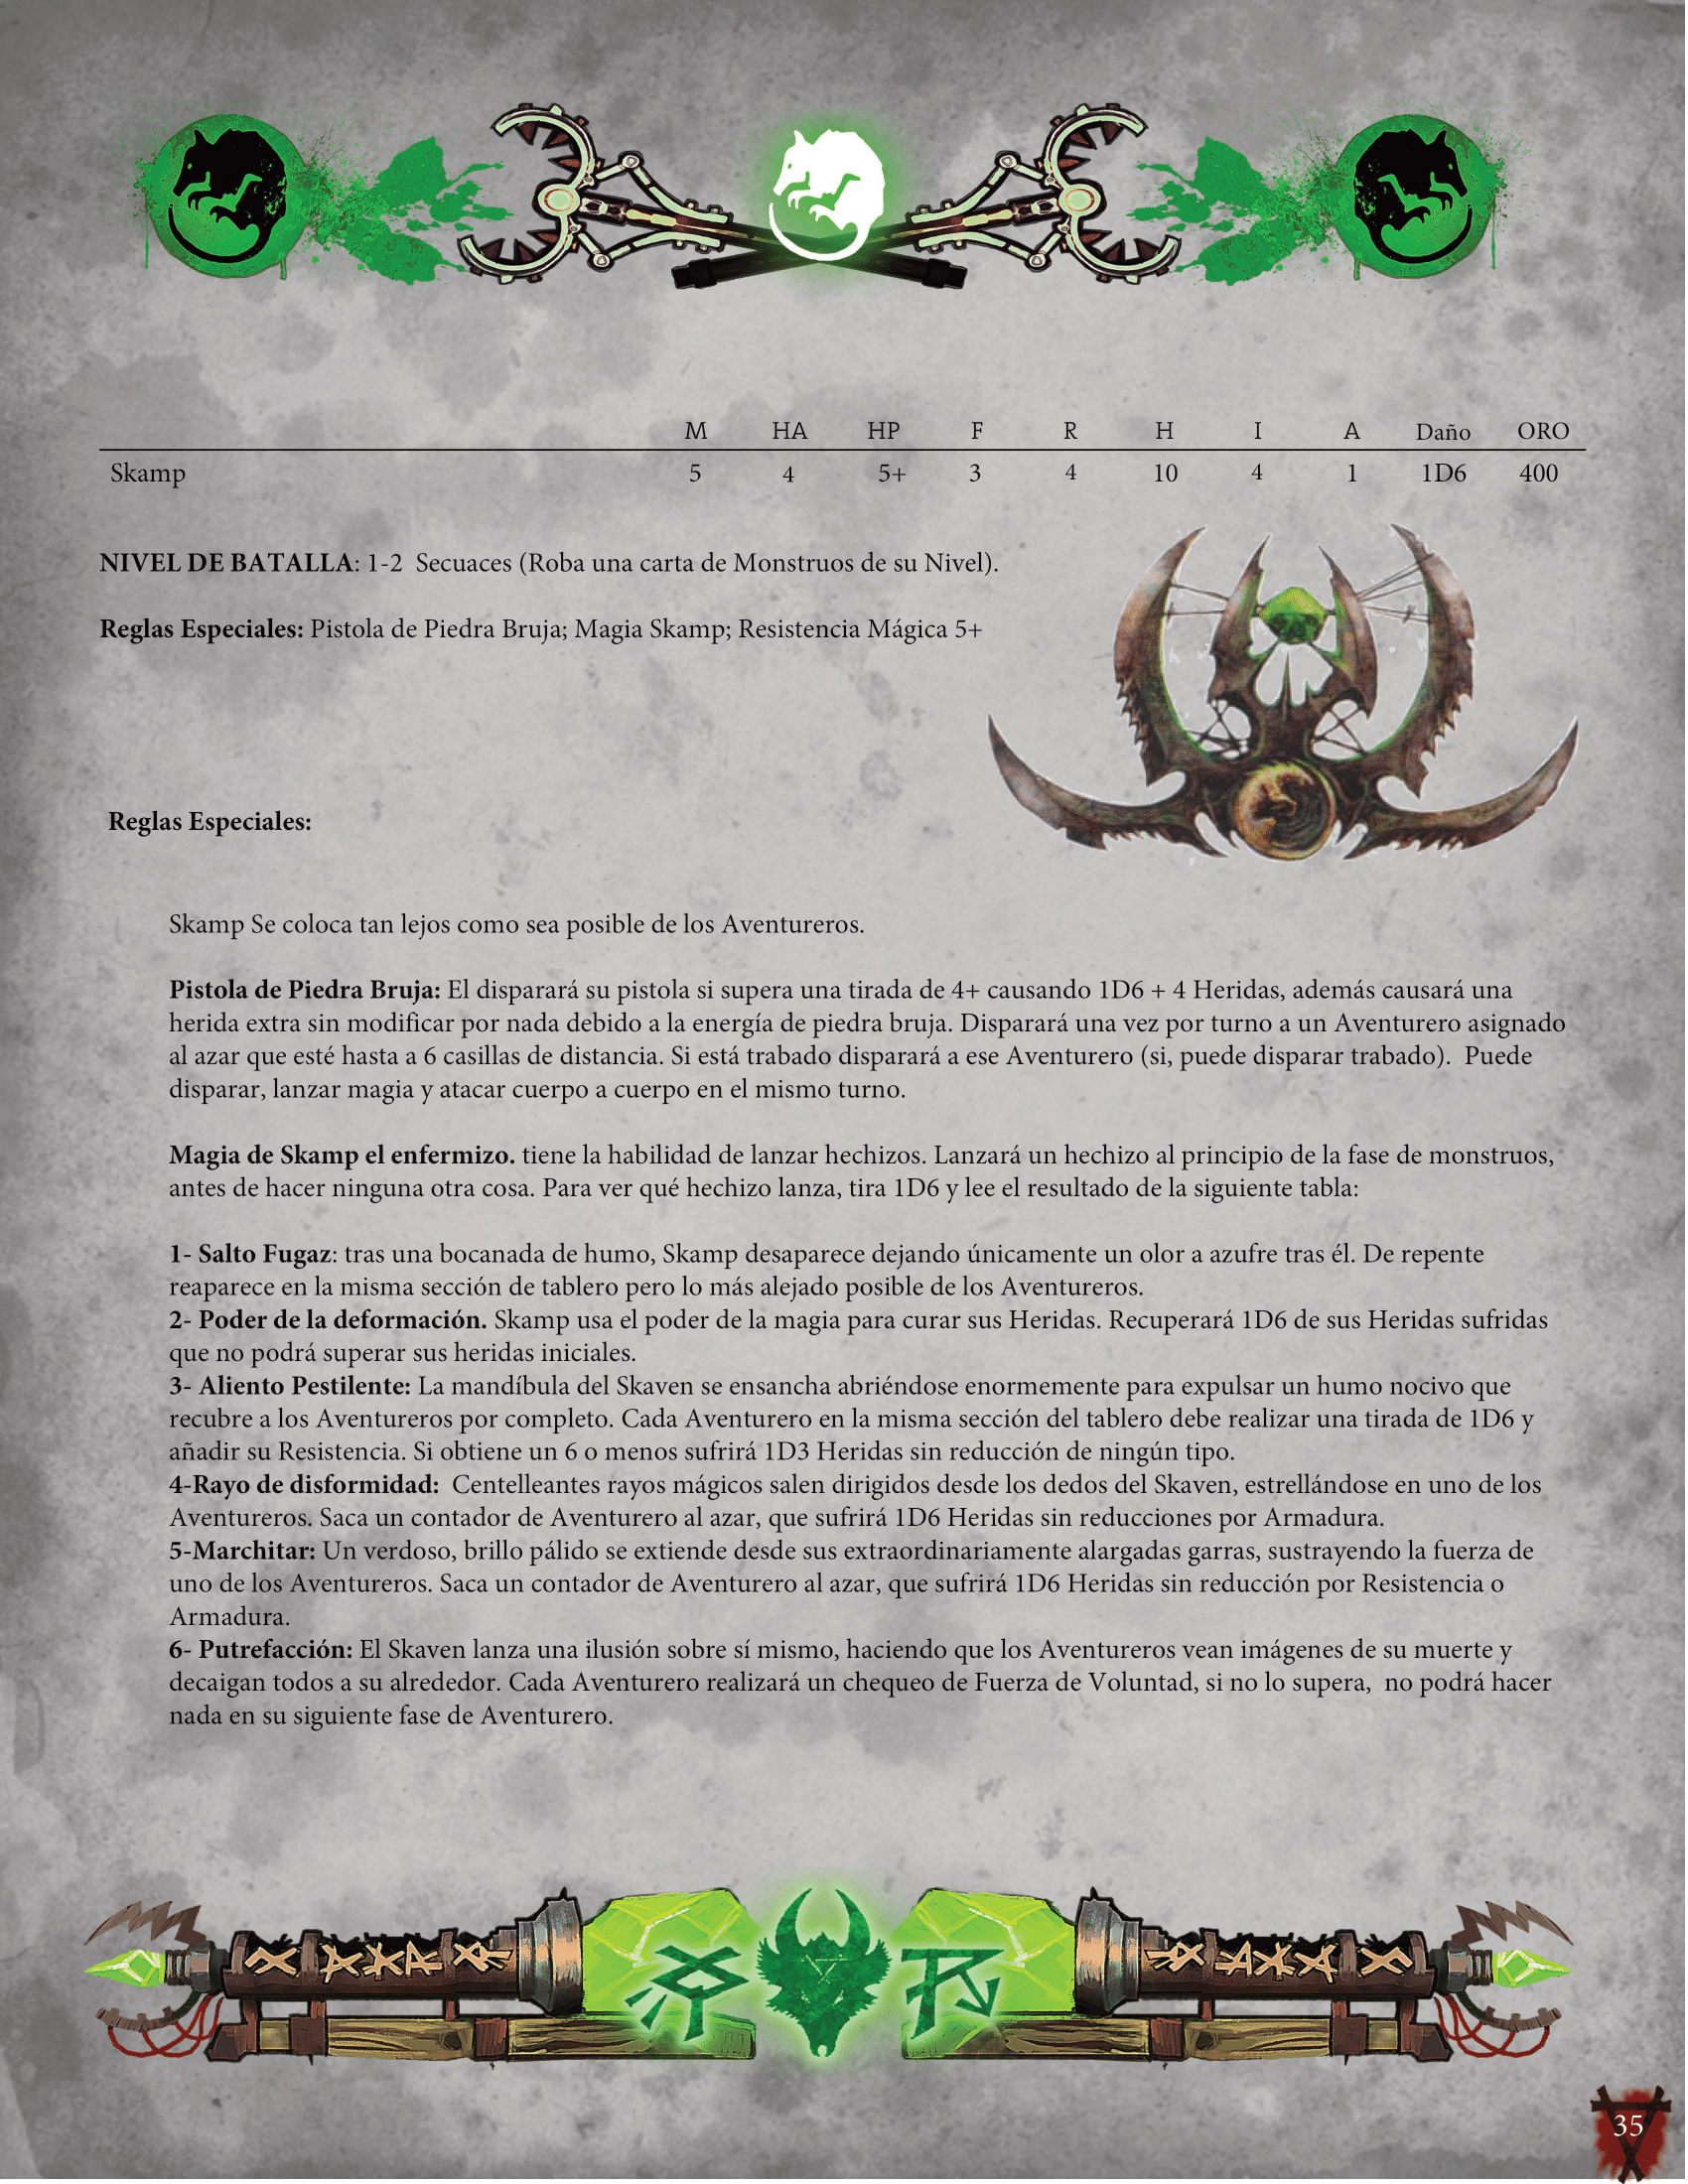 M HA HP F R H I A Daño ORO
Skamp 5 4 5+ 3 4 10 4 1 1D6 400
NIVEL DE BATALLA: 1-2 Secuaces (Roba una carta de Monstruos de su Nivel).
Reglas Especiales: Pistola de Piedra Bruja; Magia Skamp; Resistencia Mágica 5+
Reglas Especiales:
Skamp Se coloca tan lejos como sea posible de los Aventureros.
Pistola de Piedra Bruja: El disparará su pistola si supera una tirada de 4+ causando 1D6 + 4 Heridas, además causará una
herida extra sin modificar por nada debido a la energía de piedra bruja. Disparará una vez por turno a un Aventurero asignado
al azar que esté hasta a 6 casillas de distancia. Si está trabado disparará a ese Aventurero (si, puede disparar trabado). Puede
disparar, lanzar magia y atacar cuerpo a cuerpo en el mismo turno.
Magia de Skamp el enfermizo. tiene la habilidad de lanzar hechizos. Lanzará un hechizo al principio de la fase de monstruos,
antes de hacer ninguna otra cosa. Para ver qué hechizo lanza, tira 1D6 y lee el resultado de la siguiente tabla:
1- Salto Fugaz: tras una bocanada de humo, Skamp desaparece dejando únicamente un olor a azufre tras él. De repente
reaparece en la misma sección de tablero pero lo más alejado posible de los Aventureros.
2- Poder de la deformación. Skamp usa el poder de la magia para curar sus Heridas. Recuperará 1D6 de sus Heridas sufridas
que no podrá superar sus heridas iniciales.
3- Aliento Pestilente: La mandíbula del Skaven se ensancha abriéndose enormemente para expulsar un humo nocivo que
recubre a los Aventureros por completo. Cada Aventurero en la misma sección del tablero debe realizar una tirada de 1D6 y
añadir su Resistencia. Si obtiene un 6 o menos sufrirá 1D3 Heridas sin reducción de ningún tipo.
4-Rayo de disformidad: Centelleantes rayos mágicos salen dirigidos desde los dedos del Skaven, estrellándose en uno de los
Aventureros. Saca un contador de Aventurero al azar, que sufrirá 1D6 Heridas sin reducciones por Armadura.
5-Marchitar: Un verdoso, brillo pálido se extiende desde sus extraordinariamente alargadas garras, sustrayendo la fuerza de
uno de los Aventureros. Saca un contador de Aventurero al azar, que sufrirá 1D6 Heridas sin reducción por Resistencia o
Armadura.
6- Putrefacción: El Skaven lanza una ilusión sobre sí mismo, haciendo que los Aventureros vean imágenes de su muerte y
decaigan todos a su alrededor. Cada Aventurero realizará un chequeo de Fuerza de Voluntad, si no lo supera, no podrá hacer
nada en su siguiente fase de Aventurero.
35